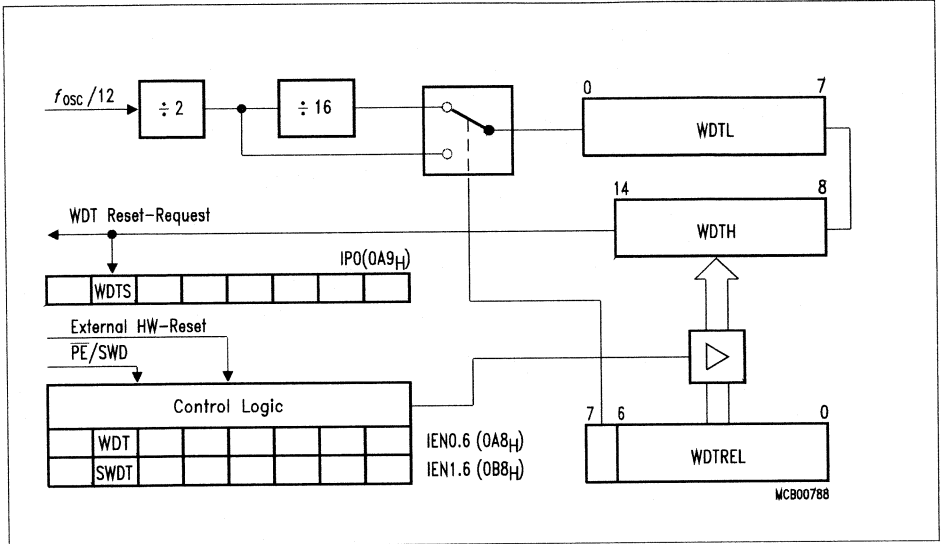 fOSC/12
÷ 2
÷ 16
0 7
WDTL
14 8
WDTH
WDT Reset-Request
IP0(0A9H)
WDTS
External HW-Reset
P̅E̅/SWD
Control Logic
WDT
IEN0.6 (0A8H)
SWDT
IEN1.6 (0B8H)
7 6 0
WDTREL
MCB00788